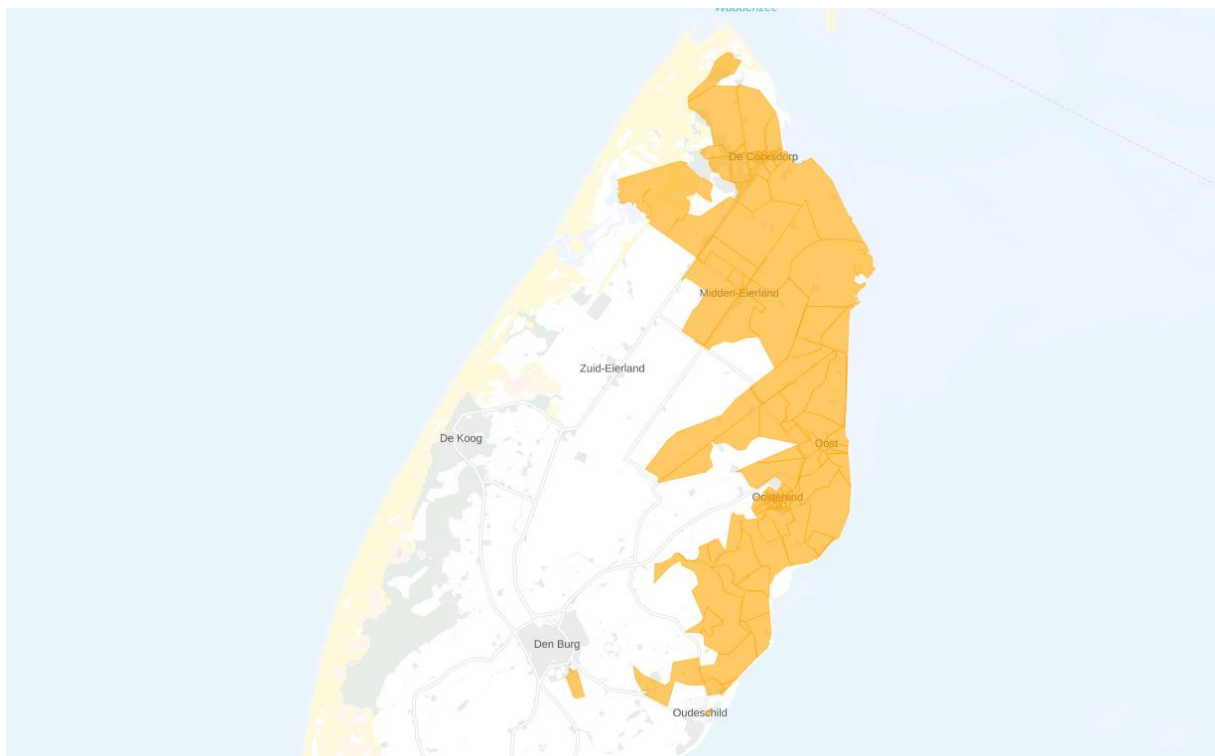 Waddenzee
De Cocksdorp
Midden-Eierland
Zuid-Eierland
De Koog
Oost
Oosterend
Den Burg
Oudeschild